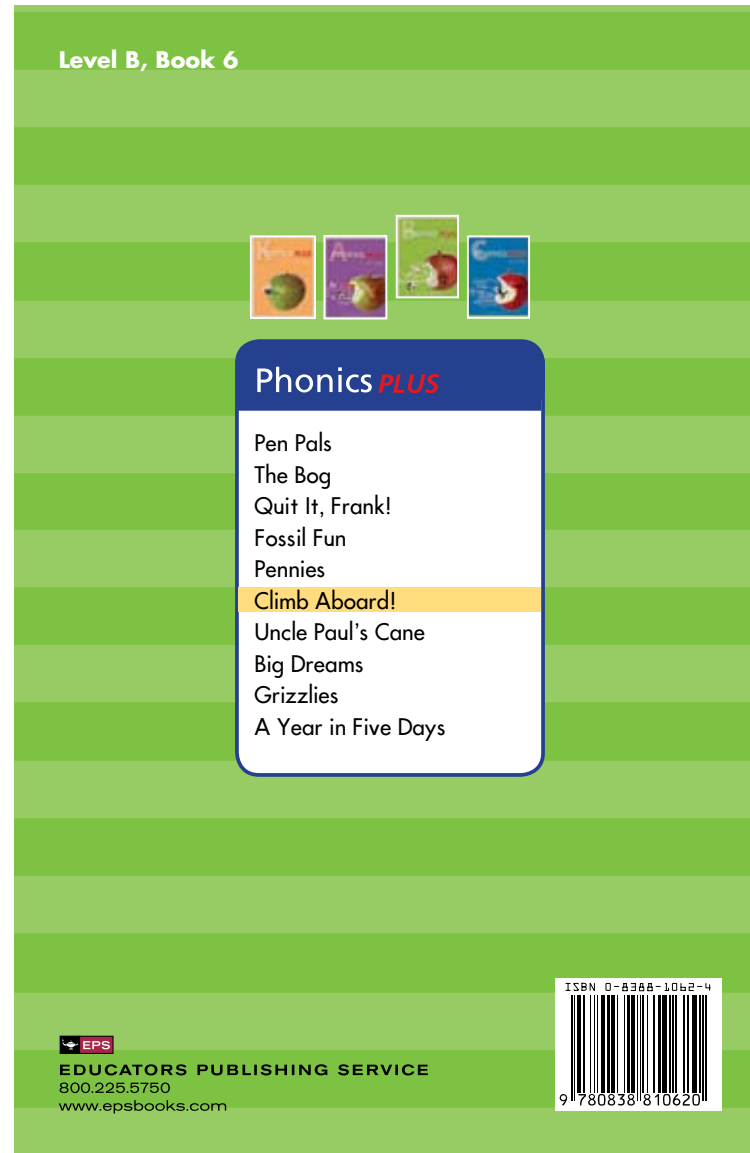 Level B, Book 6
Phonics PLUS
Pen Pals
The Bog
Quit It, Frank!
Fossil Fun
Pennies
Climb Aboard!
Uncle Paul's Cane
Big Dreams
Grizzlies
A Year in Five Days
ISBN 0-8388-1062-4
9 780838 810620
EPS
EDUCATORS PUBLISHING SERVICE
800.225.5750
www.epsbooks.com